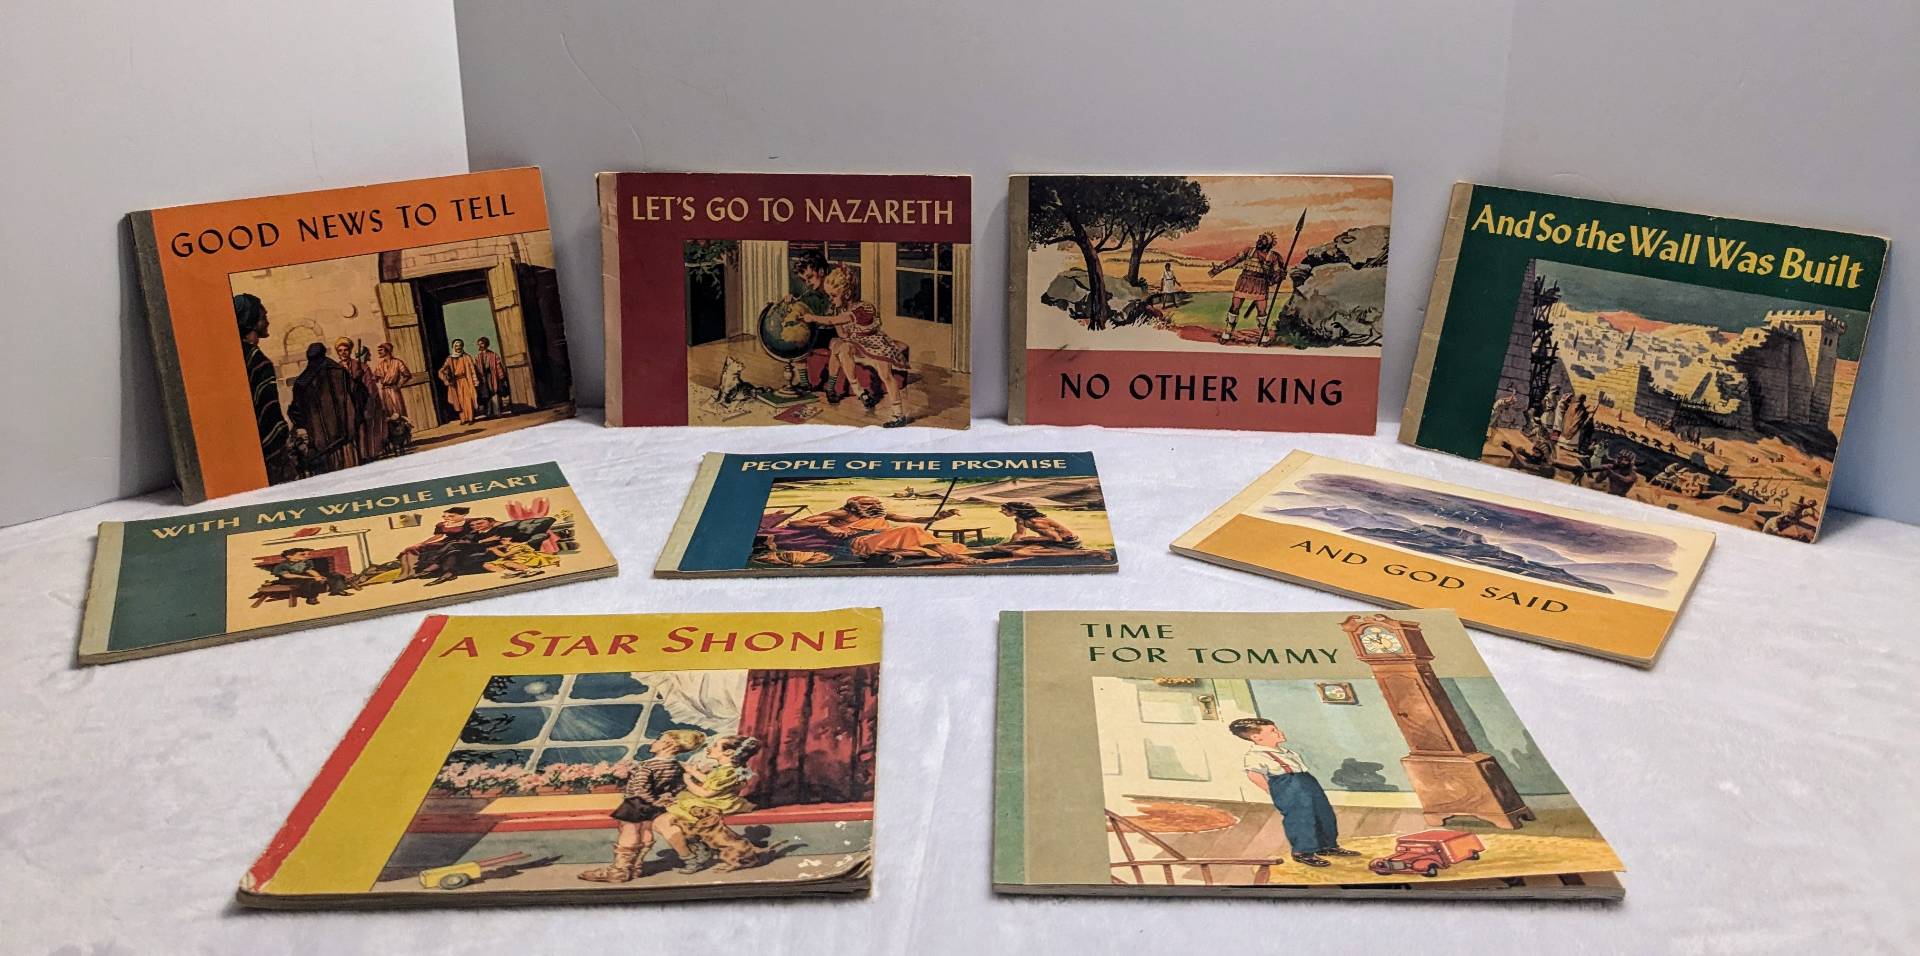 GOOD NEWS TO TELL
LET'S GO TO NAZARETH
NO OTHER KING
And So the Wall Was Built
WITH MY WHOLE HEART
PEOPLE OF THE PROMISE
AND GOD SAID
A STAR SHONE
TIME
FOR TOMMY